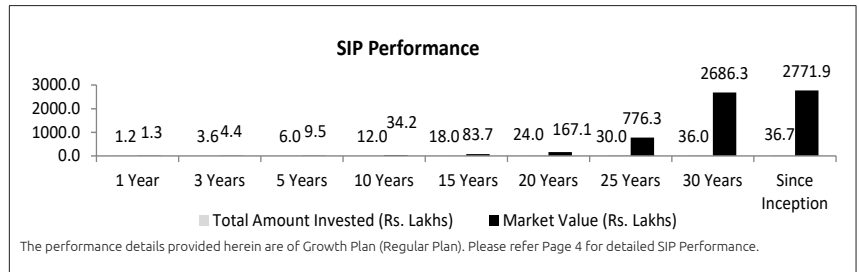 SIP Performance
3000.0
2000.0
1000.0
0.0
1.2 1.3
3.6 4.4
6.0 9.5
12.0 34.2
18.0 83.7
24.0 167.1
30.0 776.3
36.0 2686.3
36.7 2771.9
1 Year 3 Years 5 Years 10 Years 15 Years 20 Years 25 Years 30 Years Since
Inception
Total Amount Invested (Rs. Lakhs) Market Value (Rs. Lakhs)
The performance details provided herein are of Growth Plan (Regular Plan). Please refer Page 4 for detailed SIP Performance.